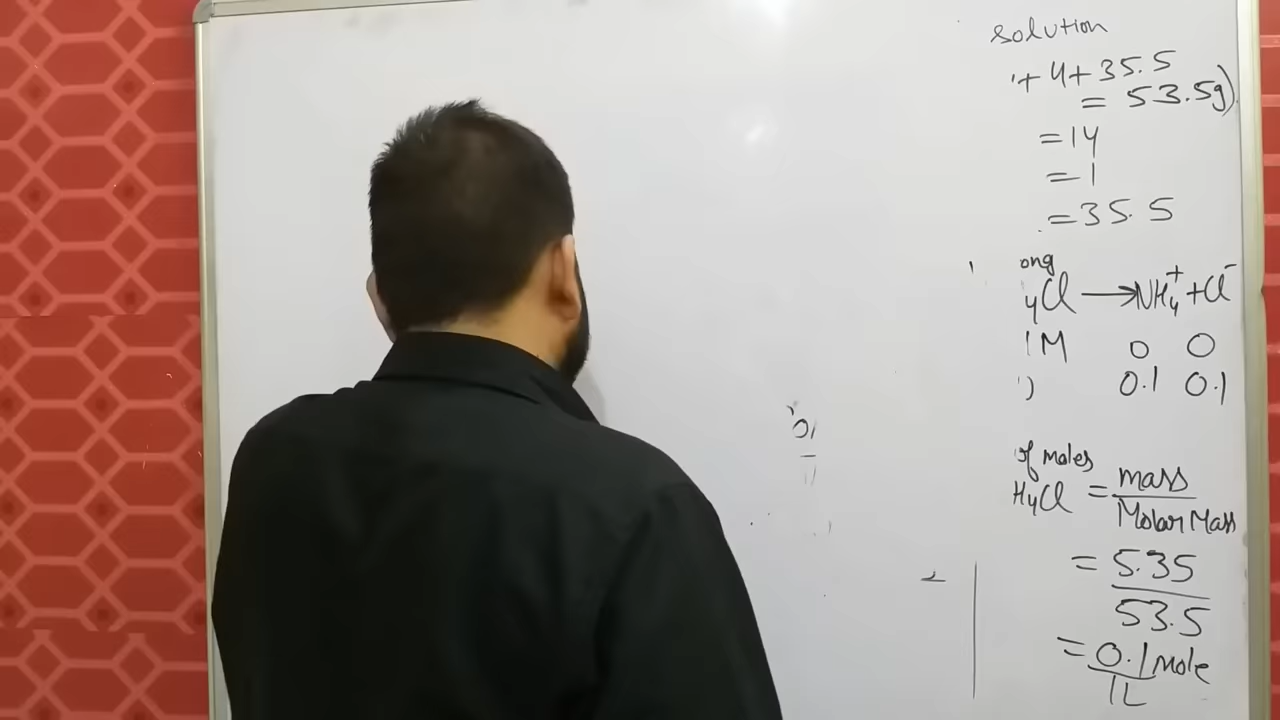 solution
+ 4 + 35.5
= 53.5g)
= 14
= 1
= 35.5
ong
4Cl → NH4+ + Cl-
1M 0 0
) 0.1 0.1
of moles
H4Cl = mass / Molar Mass
= 5.35 / 53.5
= 0.1 mole / 1L